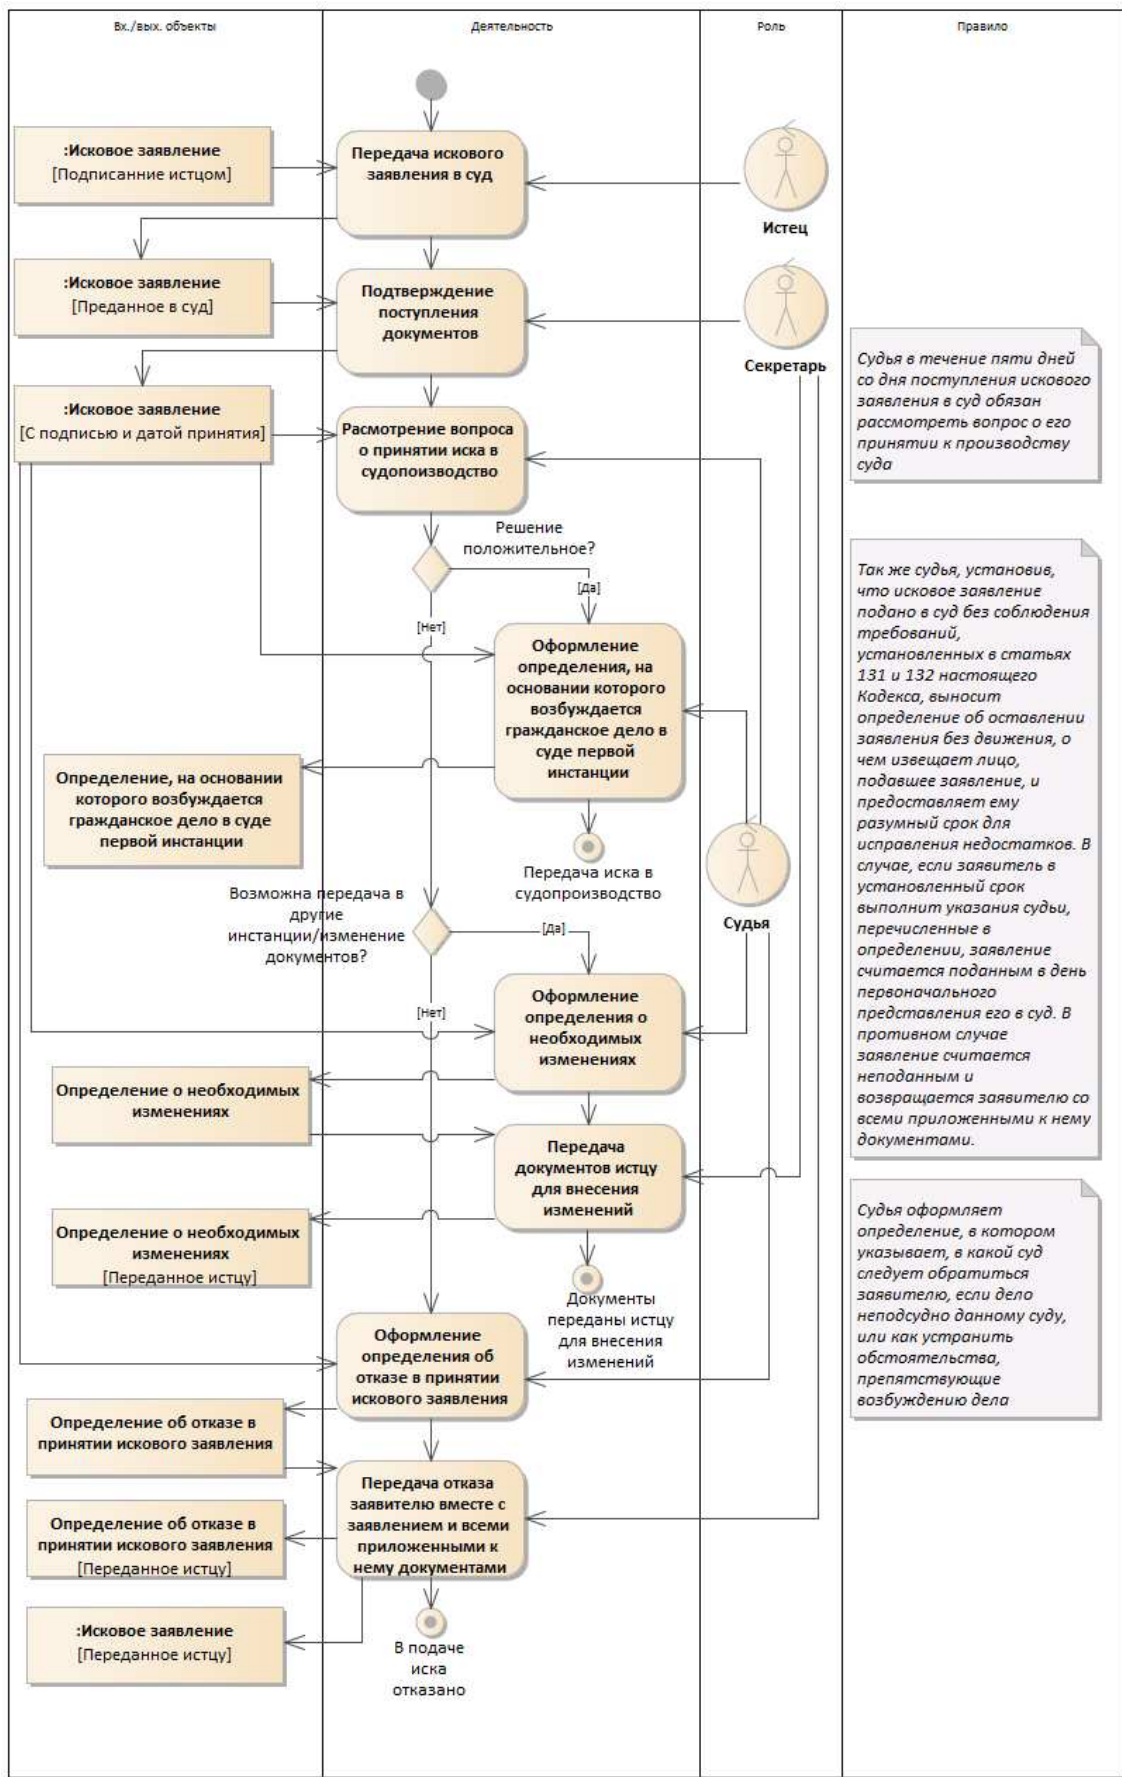 Вх./вых. объекты
Деятельность
Роль
Правило
:Исковое заявление
[Подписанние истцом]
Передача искового
заявления в суд
Истец
:Исковое заявление
[Преданное в суд]
Подтверждение
поступления
документов
Секретарь
Судья в течение пяти дней
со дня поступления искового
заявления в суд обязан
рассмотреть вопрос о его
принятии к производству
суда
:Исковое заявление
[С подписью и датой принятия]
Расмотрение вопроса
о принятии иска в
судопоизводство
Решение
положительное?
[Да]
[Нет]
Так же судья, установив,
что исковое заявление
подано в суд без соблюдения
требований,
установленных в статьях
131 и 132 настоящего
Кодекса, выносит
определение об оставлении
заявления без движения, о
чем извещает лицо,
подавшее заявление, и
предоставляет ему
разумный срок для
исправления недостатков. В
случае, если заявитель в
установленный срок
выполнит указания судьи,
перечисленные в
определении, заявление
считается поданным в день
первоначального
представления его в суд. В
противном случае
заявление считается
неподанным и
возвращается заявителю со
всеми приложенными к нему
документами.
Оформление
определения, на
основании которого
возбуждается
гражданское дело в
суде первой
инстанции
Определение, на основании
которого возбуждается
гражданское дело в суде
первой инстанции
Передача иска в
судопроизводство
Судья
Возможна передача в
другие
инстанции/изменение
документов?
[Да]
[Нет]
Оформление
определения о
необходимых
изменениях
Определение о необходимых
изменениях
Передача
документов истцу
для внесения
изменений
Определение о необходимых
изменениях
[Переданное истцу]
Документы
переданы истцу
для внесения
изменений
Судья оформляет
определение, в котором
указывает, в какой суд
следует обратиться
заявителю, если дело
неподсудно данному суду,
или как устранить
обстоятельства,
препятствующие
возбуждению дела
Оформление
определения об
отказе в принятии
искового заявления
Определение об отказе в
принятии искового заявления
Передача отказа
заявителю вместе с
заявлением и всеми
приложенными к
нему документами
Определение об отказе в
принятии искового заявления
[Переданное истцу]
:Исковое заявление
[Переданное истцу]
В подаче
иска
отказано